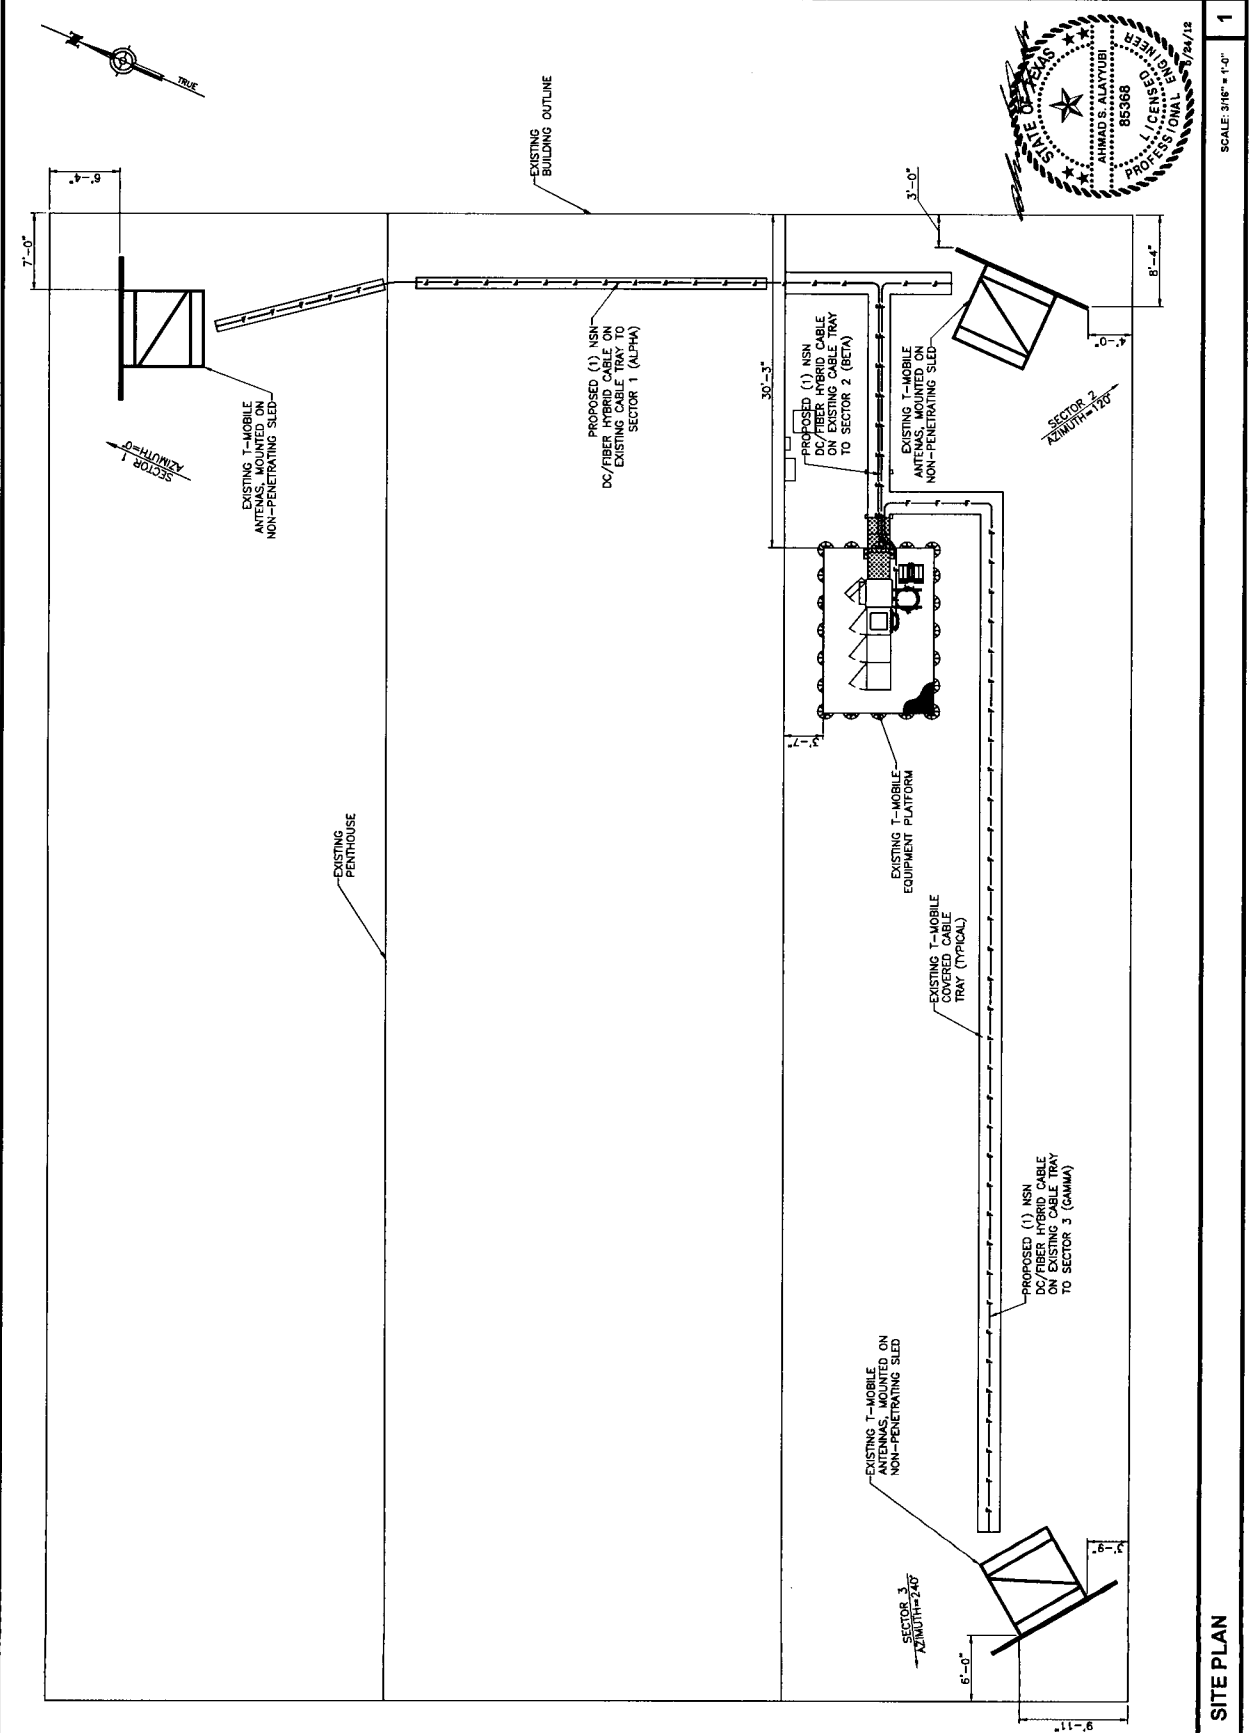 N
TRUE
6'-4"
7'-0"
EXISTING
BUILDING OUTLINE
SECTOR 1
AZIMUTH=0°
EXISTING T-MOBILE
ANTENAS, MOUNTED ON
NON-PENETRATING SLED
PROPOSED (1) NSN
DC/FIBER HYBRID CABLE ON
EXISTING CABLE TRAY TO
SECTOR 1 (ALPHA)
30'-3"
PROPOSED (1) NSN
DC/FIBER HYBRID CABLE
ON EXISTING CABLE TRAY
TO SECTOR 2 (BETA)
EXISTING T-MOBILE
ANTENAS, MOUNTED ON
NON-PENETRATING SLED
3'-0"
8'-4"
4'-0"
SECTOR 2
AZIMUTH=120°
3'-7"
EXISTING T-MOBILE
EQUIPMENT PLATFORM
EXISTING
PENTHOUSE
EXISTING T-MOBILE
COVERED CABLE
TRAY (TYPICAL)
PROPOSED (1) NSN
DC/FIBER HYBRID CABLE
ON EXISTING CABLE TRAY
TO SECTOR 3 (GAMMA)
EXISTING T-MOBILE
ANTENNAS, MOUNTED ON
NON-PENETRATING SLED
SECTOR 3
AZIMUTH=240°
3'-9"
6'-0"
9'-11"
STATE OF TEXAS
AHMAD S. ALAYYUBI
85368
LICENSED
PROFESSIONAL ENGINEER
/24/12
SITE PLAN
SCALE: 3/16" = 1'-0"
1